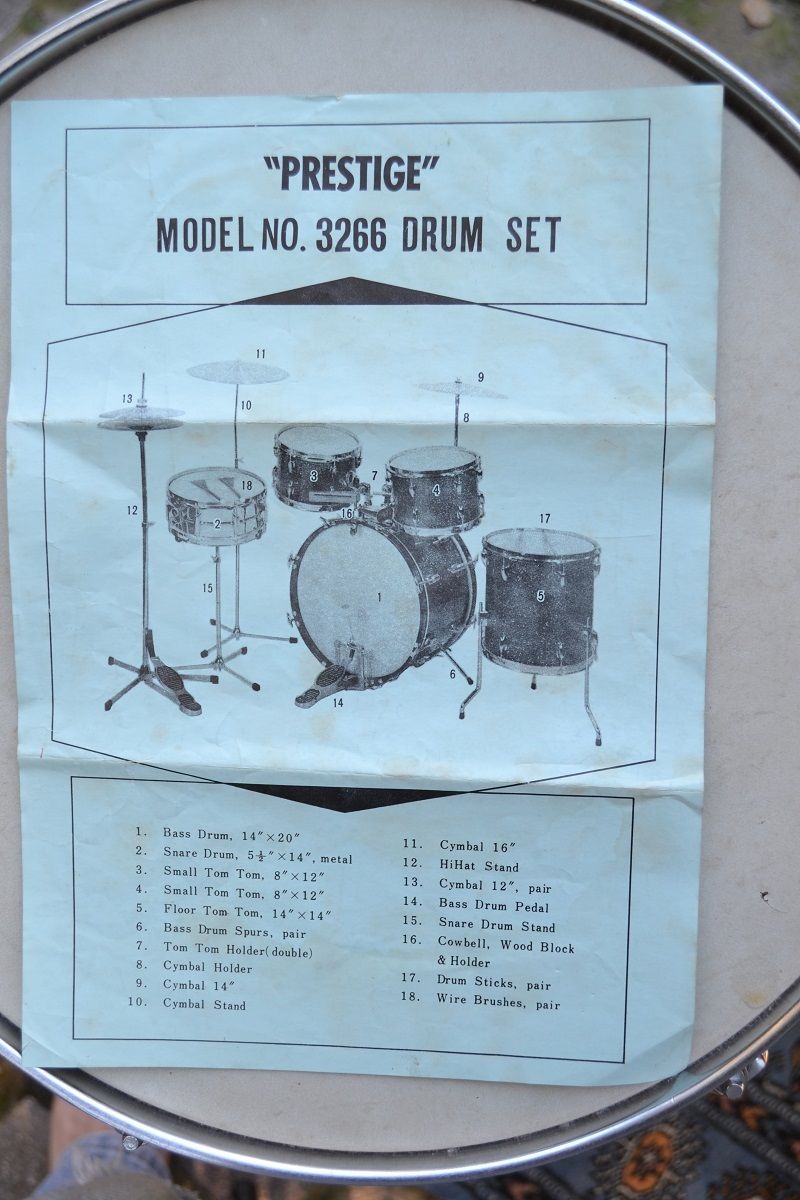 "PRESTIGE"
MODEL NO. 3266 DRUM SET
11
9
13
10
8
3
7
18
4
16
12
2
17
15
1
5
6
14
1. Bass Drum, 14″×20″
2. Snare Drum, 5½″×14″, metal
3. Small Tom Tom, 8″×12″
4. Small Tom Tom, 8″×12″
5. Floor Tom Tom, 14″×14″
6. Bass Drum Spurs, pair
7. Tom Tom Holder(double)
8. Cymbal Holder
9. Cymbal 14″
10. Cymbal Stand
11. Cymbal 16″
12. HiHat Stand
13. Cymbal 12″, pair
14. Bass Drum Pedal
15. Snare Drum Stand
16. Cowbell, Wood Block
& Holder
17. Drum Sticks, pair
18. Wire Brushes, pair